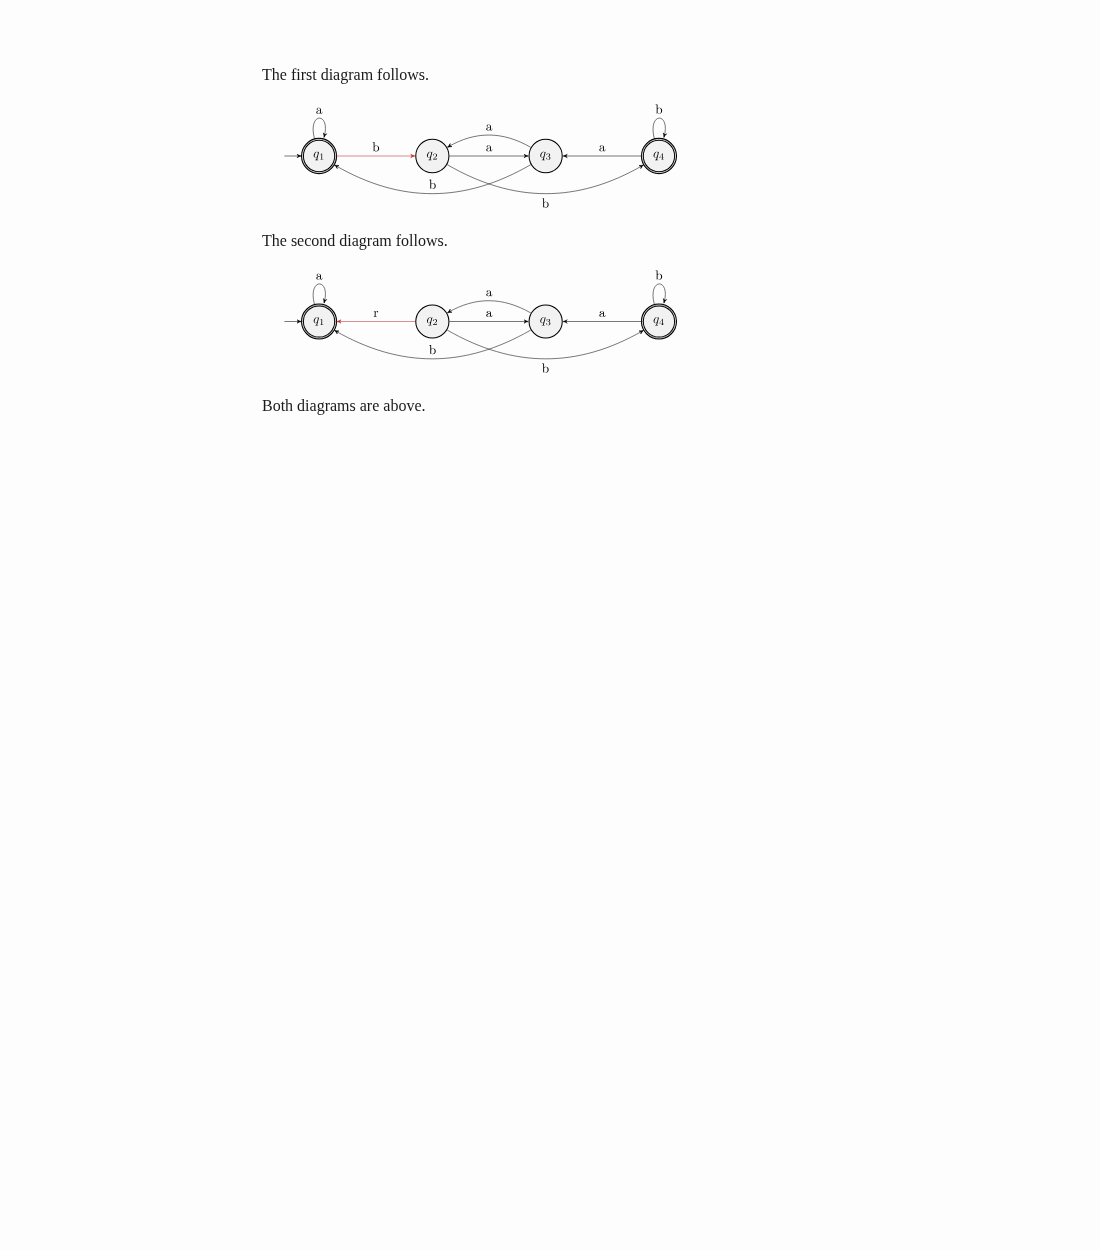 The first diagram follows.
a b
a
b a a
q1 q2 q3 q4
b
b
The second diagram follows.
a b
a
r a a
q1 q2 q3 q4
b
b
Both diagrams are above.